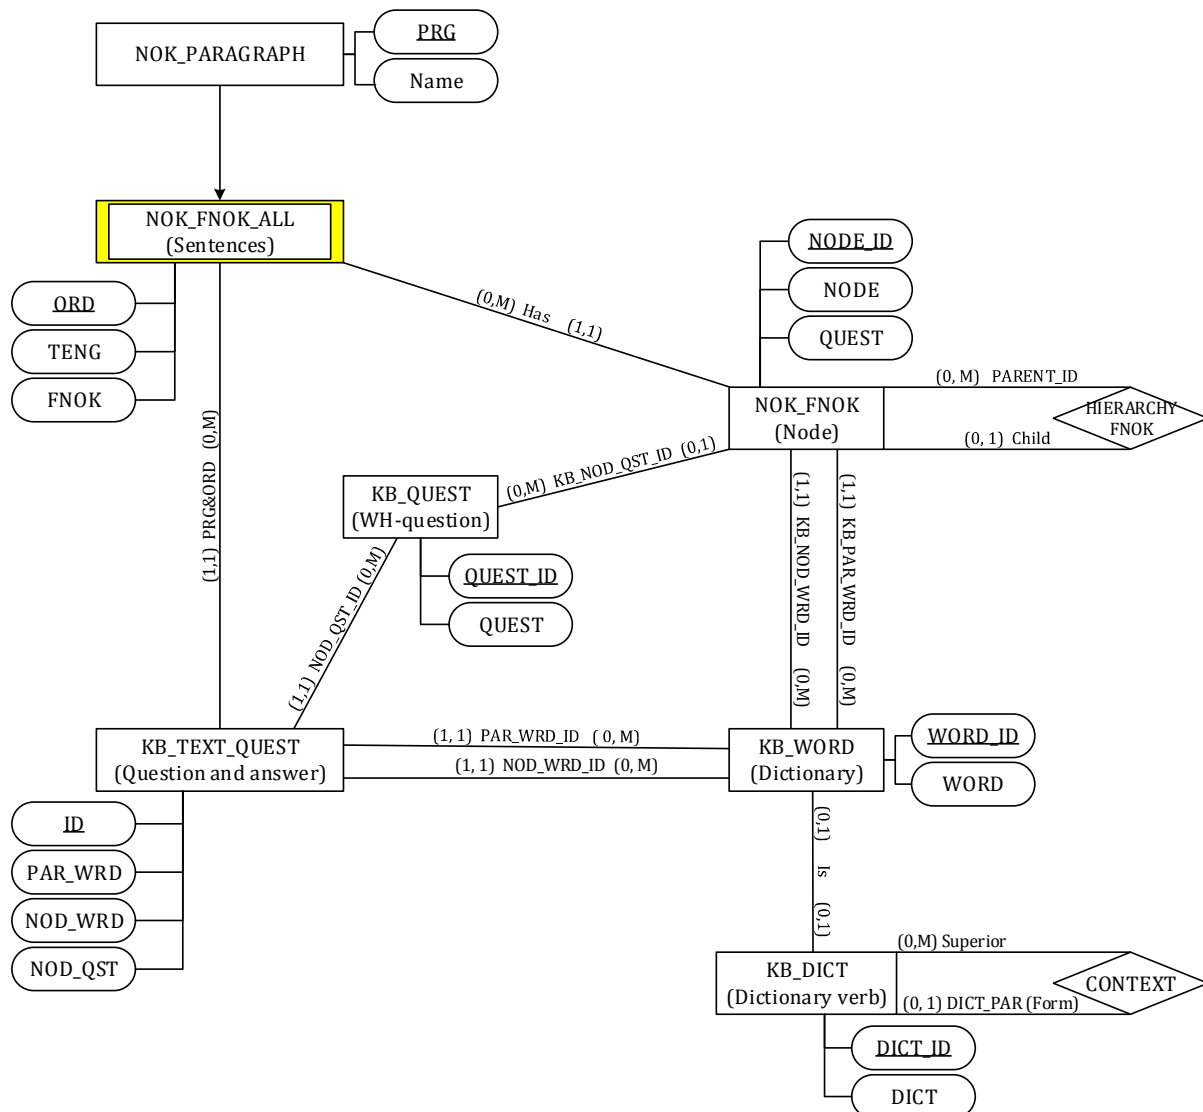 PRG
NOK_PARAGRAPH
Name
NOK_FNOK_ALL
(Sentences)
NODE_ID
NODE
QUEST
ORD
TENG
FNOK
(0,M) Has (1,1)
(0, M) PARENT_ID
NOK_FNOK
(Node)
HIERARCHY
FNOK
(0, 1) Child
(1,1) PRG&ORD (0,M)
(0,M) KB_NOD_QST_ID (0,1)
KB_QUEST
(WH-question)
(1,1) KB_NOD_WRD_ID (0,M)
(1,1) KB_PAR_WRD_ID (0,M)
QUEST_ID
QUEST
(1,1) NOD_QST_ID (0,M)
KB_TEXT_QUEST
(Question and answer)
(1, 1) PAR_WRD_ID ( 0, M)
(1, 1) NOD_WRD_ID (0, M)
KB_WORD
(Dictionary)
WORD_ID
WORD
ID
PAR_WRD
NOD_WRD
NOD_QST
(0,1) Is (0,1)
(0,M) Superior
KB_DICT
(Dictionary verb)
CONTEXT
(0, 1) DICT_PAR (Form)
DICT_ID
DICT